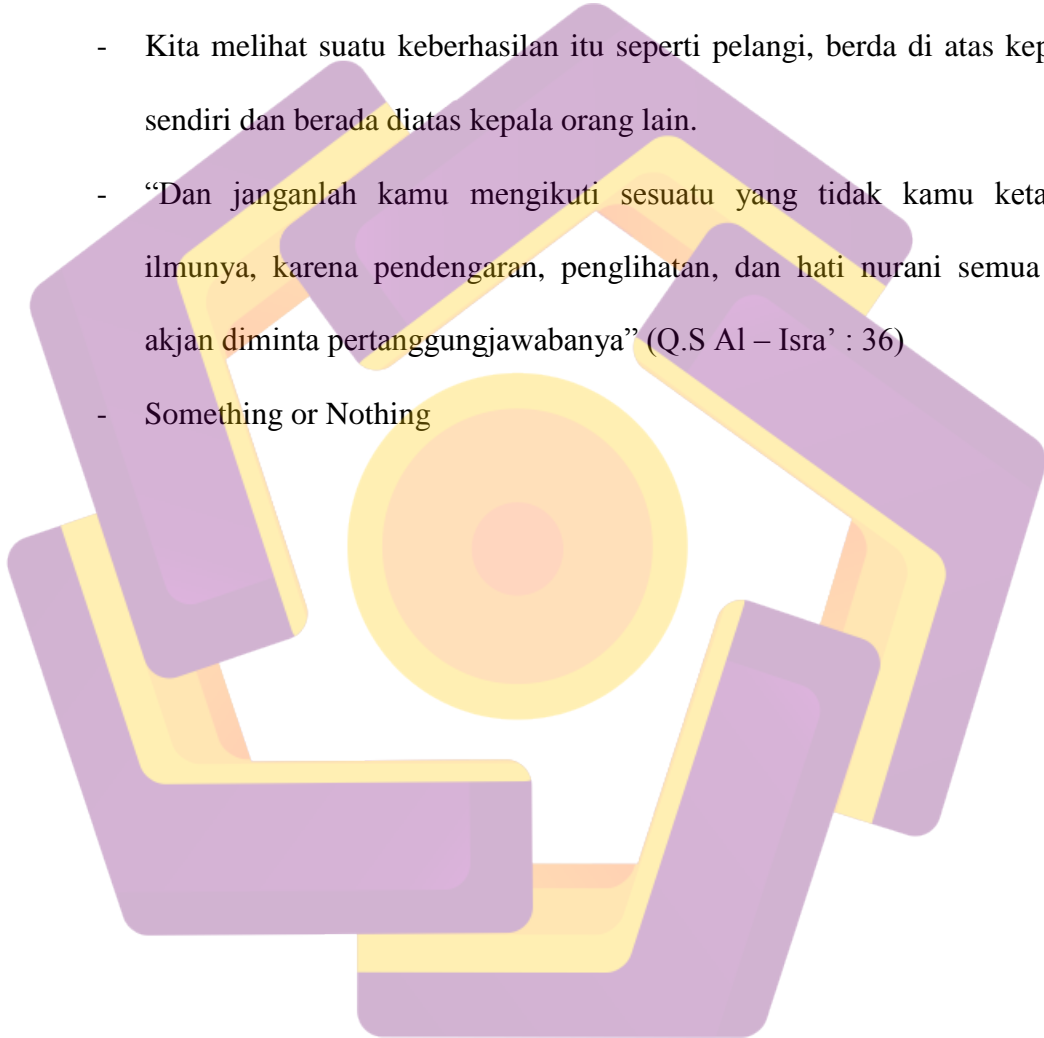 - Kita melihat suatu keberhasilan itu seperti pelangi, berda di atas
sendiri dan berada diatas kepala orang lain.
- “Dan janganlah kamu mengikuti sesuatu yang tidak kamu
ilmunya, karena pendengaran, penglihatan, dan hati nurani semua
akjan diminta pertanggungjawabanya” (Q.S Al – Isra’ : 36)
- Something or Nothing